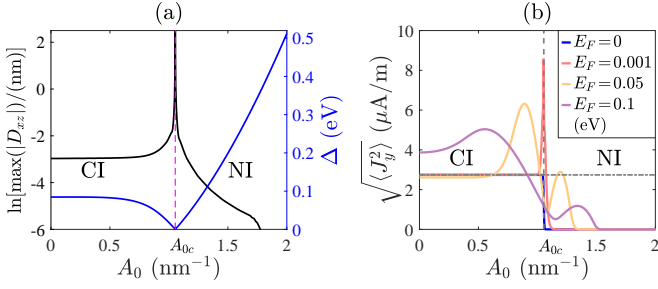 (a)
ln[max(|D_xz|)/(nm)]
2
0
-2
-4
-6
CI
NI
0.5
0.4
0.3
0.2
0.1
0
Δ (eV)
0
0.5
A_0c
1.5
2
A_0 (nm^-1)
(b)
√⟨J_y^2⟩ (μA/m)
10
8
6
4
2
0
E_F=0
E_F=0.001
E_F=0.05
E_F=0.1
(eV)
CI
NI
0
0.5
A_0c
1.5
2
A_0 (nm^-1)